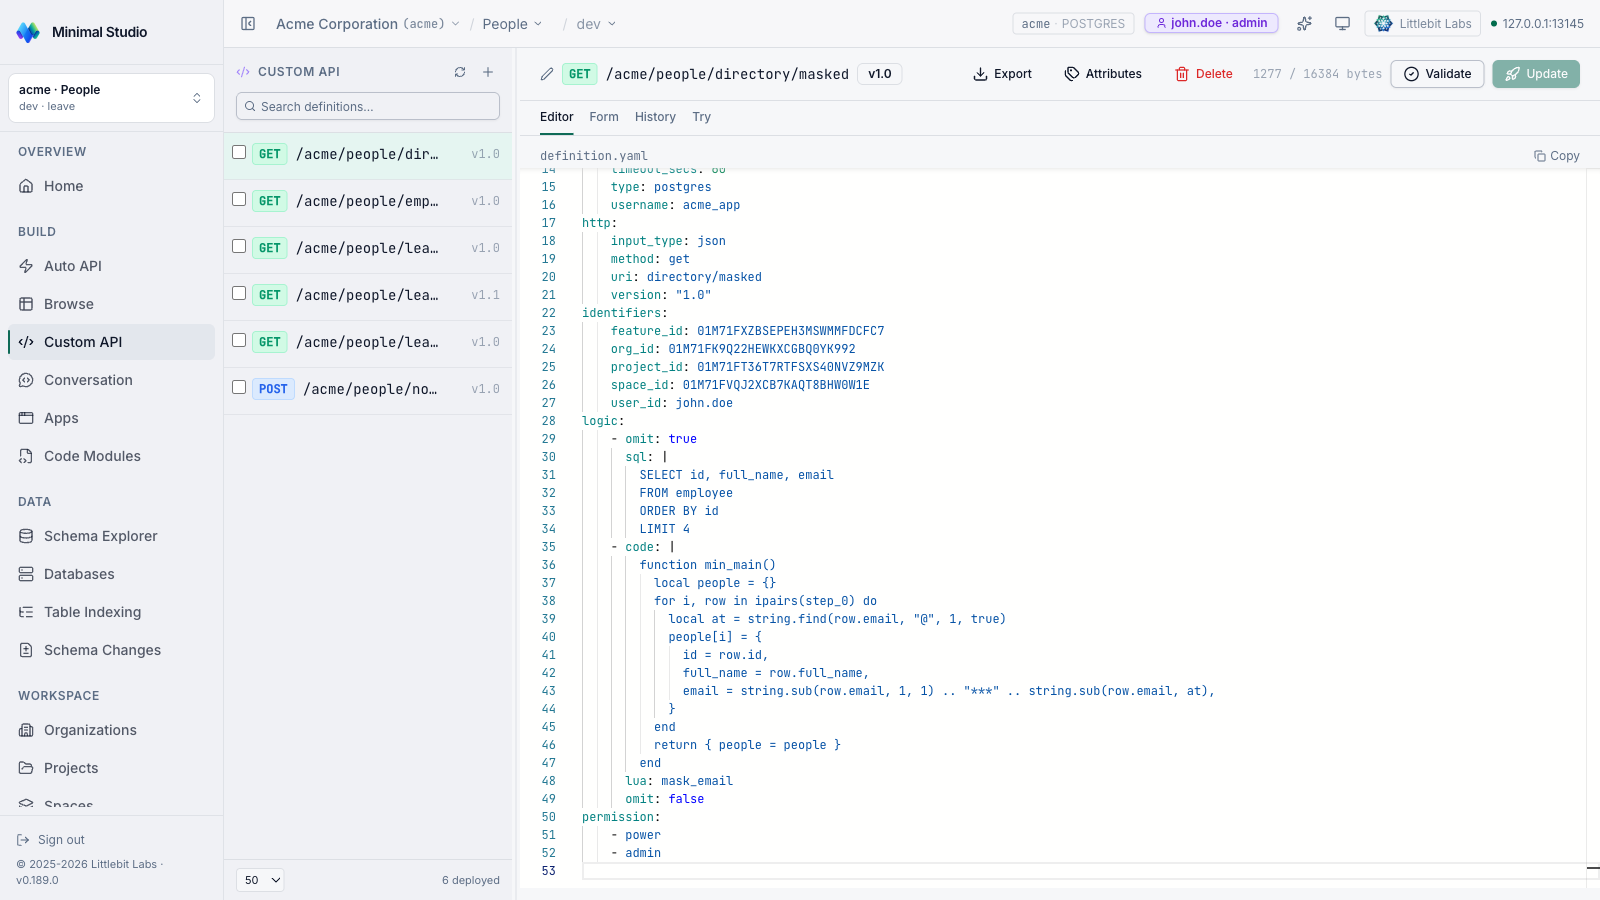 Minimal Studio
acme · People
dev · leave
OVERVIEW
Home
BUILD
Auto API
Browse
Custom API
Conversation
Apps
Code Modules
DATA
Schema Explorer
Databases
Table Indexing
Schema Changes
WORKSPACE
Organizations
Projects
Spaces
Sign out
© 2025-2026 Littlebit Labs ·
v0.189.0
Acme Corporation (acme) / People / dev
acme · POSTGRES
john.doe · admin
Littlebit Labs
127.0.0.1:13145
CUSTOM API
Search definitions...
GET /acme/people/dir... v1.0
GET /acme/people/emp... v1.0
GET /acme/people/lea... v1.0
GET /acme/people/lea... v1.1
GET /acme/people/lea... v1.0
POST /acme/people/no... v1.0
50
6 deployed
GET /acme/people/directory/masked v1.0
Export
Attributes
Delete
1277 / 16384 bytes
Validate
Update
Editor Form History Try
definition.yaml
Copy
14 timeout_secs: 60
15 type: postgres
16 username: acme_app
17 http:
18 input_type: json
19 method: get
20 uri: directory/masked
21 version: "1.0"
22 identifiers:
23 feature_id: 01M71FXZBSEPEH3MSWMMFDCFC7
24 org_id: 01M71FK9Q22HEWKXCGBQ0YK992
25 project_id: 01M71FT36T7RTFSXS40NVZ9MZK
26 space_id: 01M71FVQJ2XCB7KAQT8BHW0W1E
27 user_id: john.doe
28 logic:
29 - omit: true
30 sql: |
31 SELECT id, full_name, email
32 FROM employee
33 ORDER BY id
34 LIMIT 4
35 - code: |
36 function min_main()
37 local people = {}
38 for i, row in ipairs(step_0) do
39 local at = string.find(row.email, "@", 1, true)
40 people[i] = {
41 id = row.id,
42 full_name = row.full_name,
43 email = string.sub(row.email, 1, 1) .. "***" .. string.sub(row.email, at),
44 }
45 end
46 return { people = people }
47 end
48 lua: mask_email
49 omit: false
50 permission:
51 - power
52 - admin
53